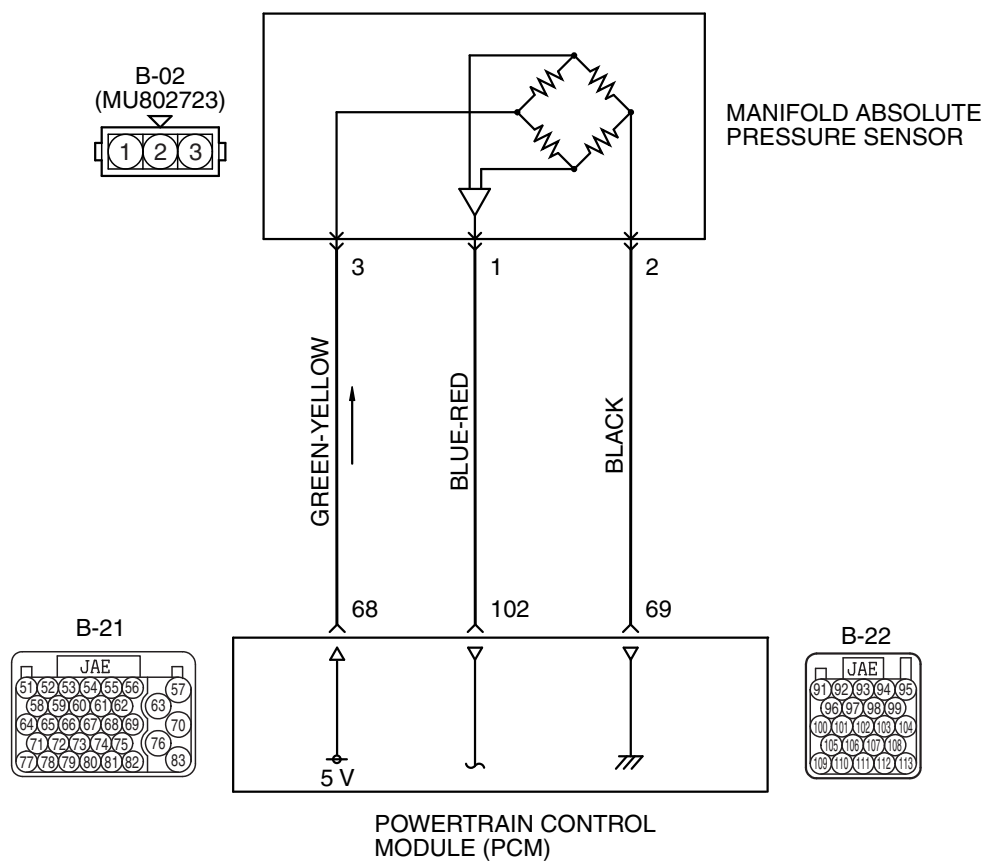 B-02
(MU802723)
1 2 3
MANIFOLD ABSOLUTE
PRESSURE SENSOR
3 1 2
GREEN-YELLOW
BLUE-RED
BLACK
68 102 69
B-21
JAE
51 52 53 54 55 56 57
58 59 60 61 62 63
64 65 66 67 68 69 70
71 72 73 74 75 76
77 78 79 80 81 82 83
5 V
B-22
JAE
91 92 93 94 95
96 97 98 99
100 101 102 103 104
105 106 107 108
109 110 111 112 113
POWERTRAIN CONTROL
MODULE (PCM)